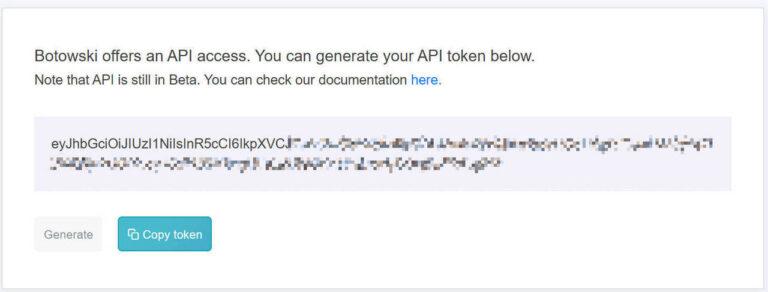 Botowski offers an API access. You can generate your API token below.
Note that API is still in Beta. You can check our documentation here.
eyJhbGciOiJIUzI1NiIsInR5cCI6IkpXVCJ
Generate
Copy token